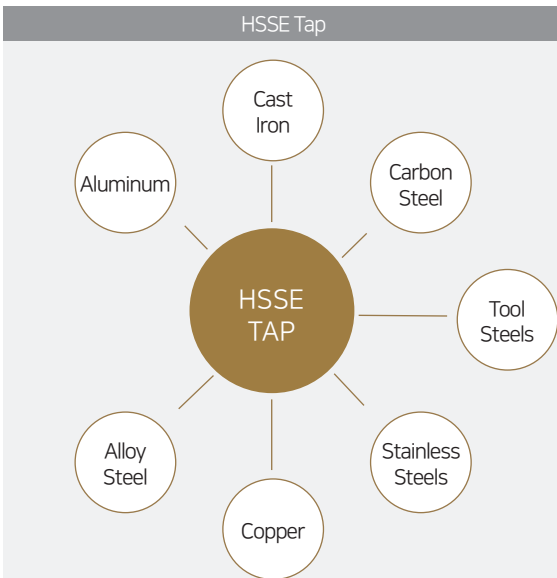 HSSE Tap
Cast
Iron
Aluminum
Carbon
Steel
HSSE
TAP
Tool
Steels
Alloy
Steel
Stainless
Steels
Copper